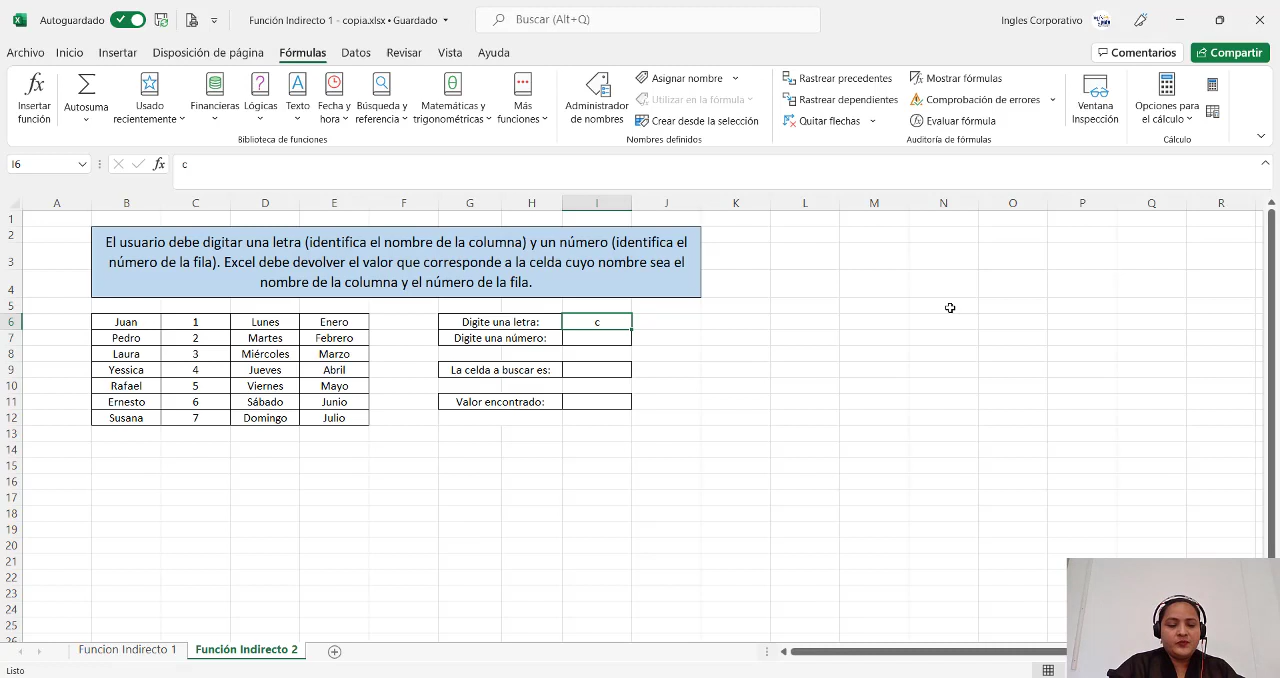 Autoguardado
Función Indirecto 1 - copia.xlsx • Guardado
Buscar (Alt+Q)
Ingles Corporativo
Archivo Inicio Insertar Disposición de página Fórmulas Datos Revisar Vista Ayuda
Comentarios Compartir
Insertar función
Autosuma
Usado recientemente
Financieras
Lógicas
Texto
Fecha y hora
Búsqueda y referencia
Matemáticas y trigonométricas
Más funciones
Biblioteca de funciones
Administrador de nombres
Asignar nombre
Utilizar en la fórmula
Crear desde la selección
Nombres definidos
Rastrear precedentes
Rastrear dependientes
Quitar flechas
Mostrar fórmulas
Comprobación de errores
Evaluar fórmula
Auditoría de fórmulas
Ventana Inspección
Opciones para el cálculo
Cálculo
I6
fx
c
A B C D E F G H I J K L M N O P Q R
1
2
3
4
5
El usuario debe digitar una letra (identifica el nombre de la columna) y un número (identifica el
número de la fila). Excel debe devolver el valor que corresponde a la celda cuyo nombre sea el
nombre de la columna y el número de la fila.
6 Juan 1 Lunes Enero Digite una letra: c
7 Pedro 2 Martes Febrero Digite una número:
8 Laura 3 Miércoles Marzo
9 Yessica 4 Jueves Abril La celda a buscar es:
10 Rafael 5 Viernes Mayo
11 Ernesto 6 Sábado Junio Valor encontrado:
12 Susana 7 Domingo Julio
13
14
15
16
17
18
19
20
21
22
23
24
25
26
Funcion Indirecto 1 Función Indirecto 2
Listo